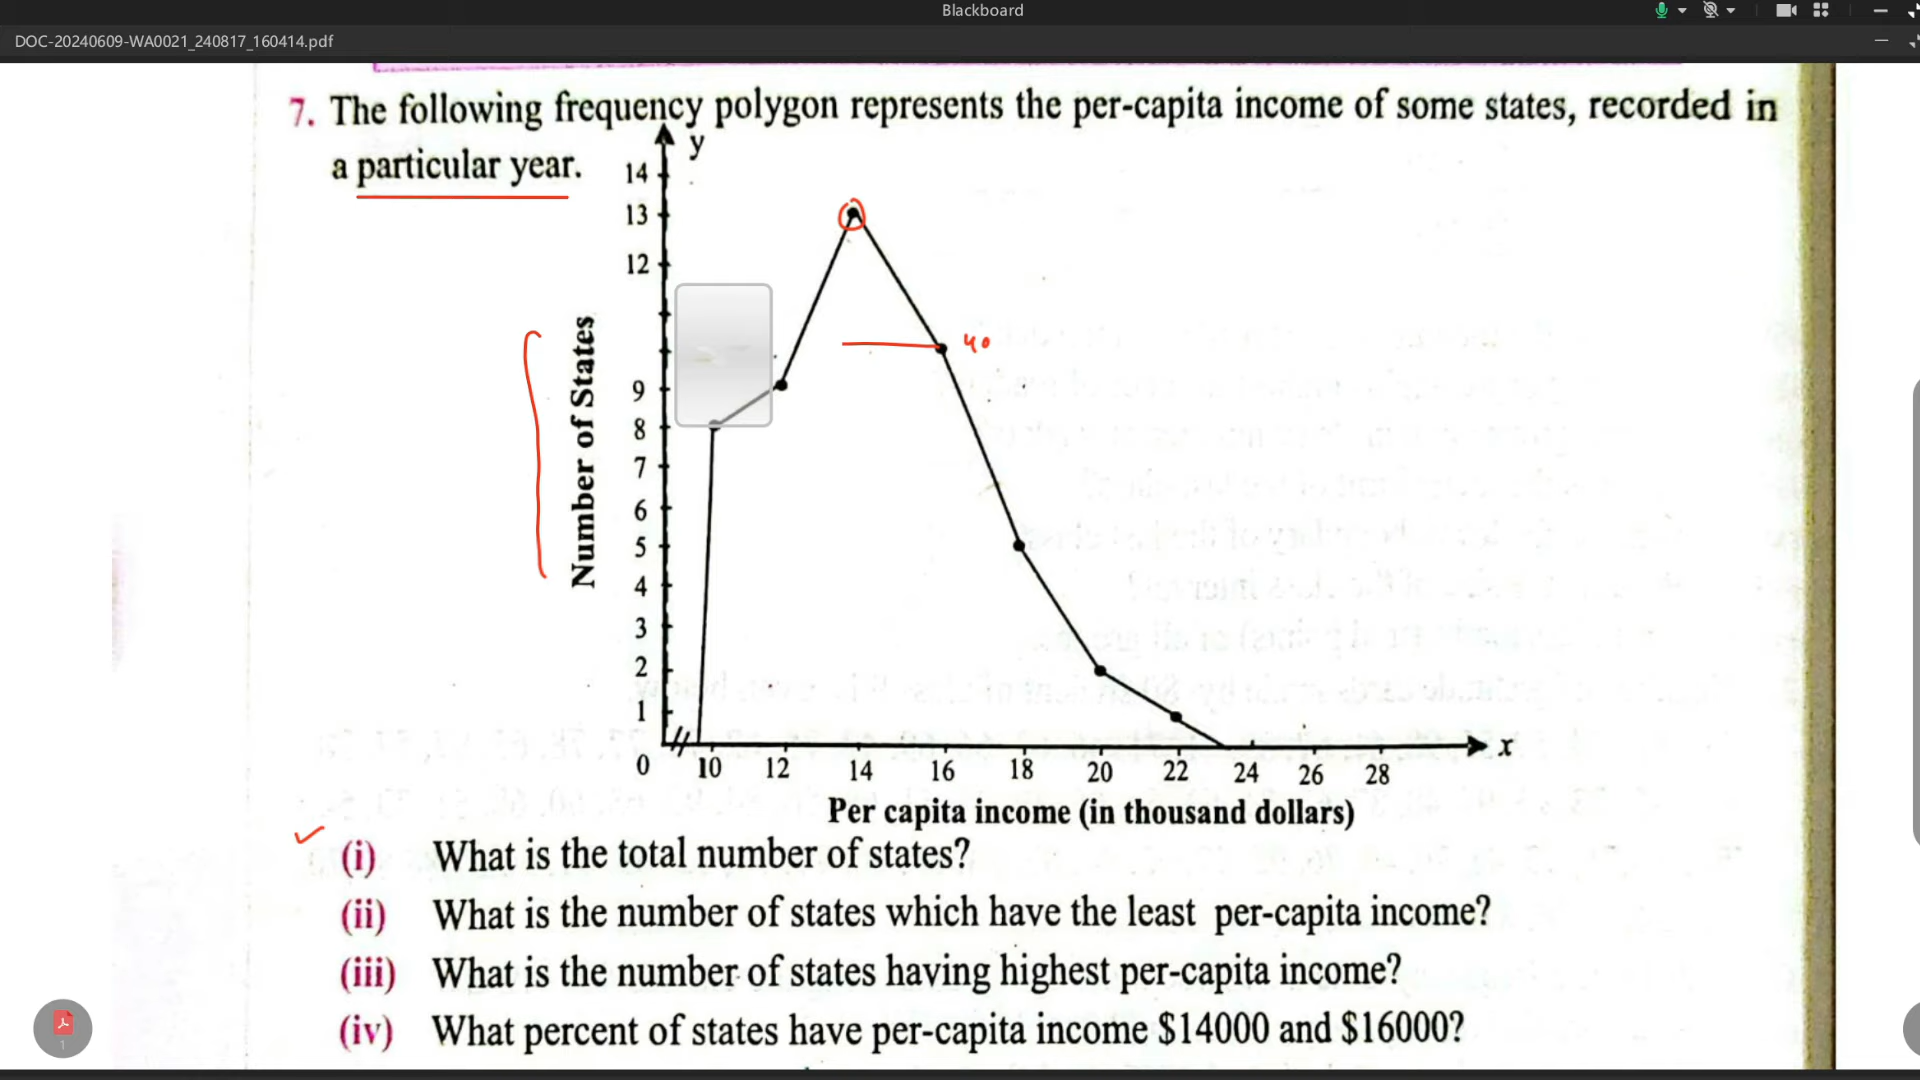 Blackboard
DOC-20240609-WA0021_240817_160414.pdf
7. The following frequency polygon represents the per-capita income of some states, recorded in
a particular year.
y
14
13
12
9
8
7
6
5
4
3
2
1
Number of States
0 10 12 14 16 18 20 22 24 26 28 x
Per capita income (in thousand dollars)
(i) What is the total number of states?
(ii) What is the number of states which have the least per-capita income?
(iii) What is the number of states having highest per-capita income?
(iv) What percent of states have per-capita income $14000 and $16000?
1